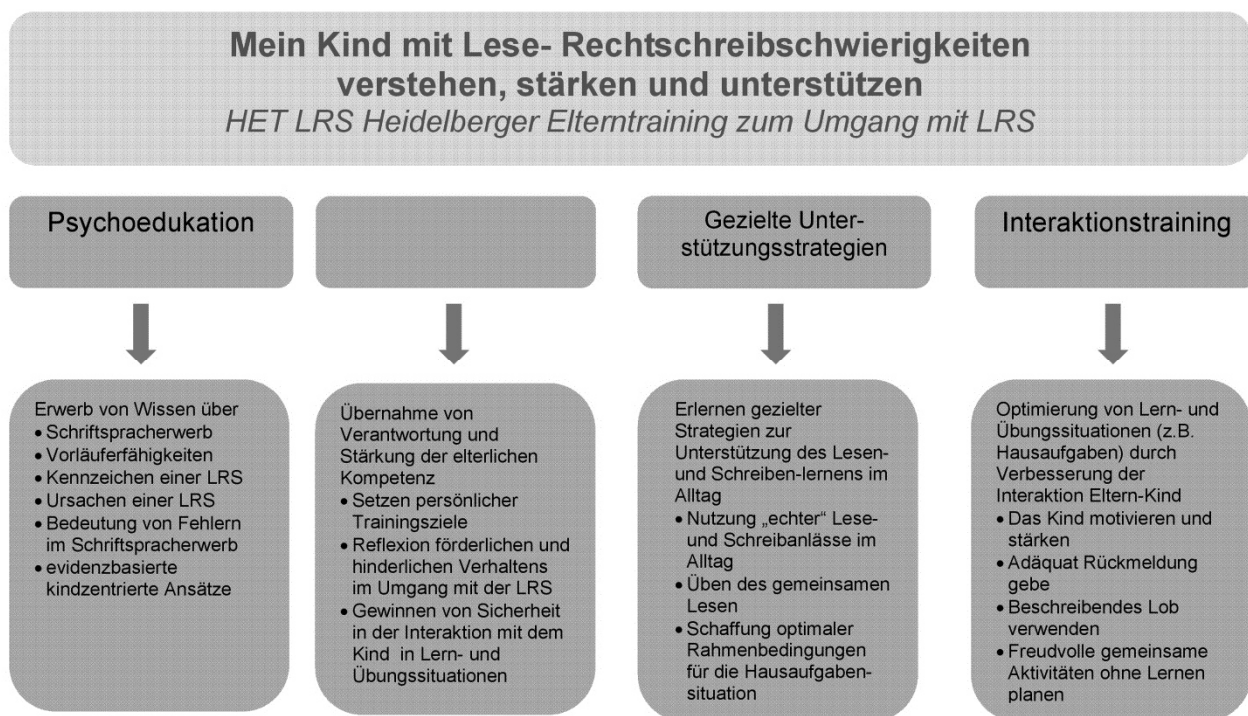 Mein Kind mit Lese- Rechtschreibschwierigkeiten
verstehen, stärken und unterstützen
HET LRS Heidelberger Elterntraining zum Umgang mit LRS
Psychoedukation
Erwerb von Wissen über
• Schriftspracherwerb
• Vorläuferfähigkeiten
• Kennzeichen einer LRS
• Ursachen einer LRS
• Bedeutung von Fehlern
im Schriftspracherwerb
• evidenzbasierte
kindzentrierte Ansätze
Übernahme von
Verantwortung und
Stärkung der elterlichen
Kompetenz
• Setzen persönlicher
Trainingsziele
• Reflexion förderlichen und
hinderlichen Verhaltens
im Umgang mit der LRS
• Gewinnen von Sicherheit
in der Interaktion mit dem
Kind in Lern- und
Übungssituationen
Gezielte Unter-
stützungsstrategien
Erlernen gezielter
Strategien zur
Unterstützung des Lesen-
und Schreiben-lernens im
Alltag
• Nutzung „echter“ Lese-
und Schreibanlässe im
Alltag
• Üben des gemeinsamen
Lesen
• Schaffung optimaler
Rahmenbedingungen
für die Hausaufgaben-
situation
Interaktionstraining
Optimierung von Lern- und
Übungssituationen (z.B.
Hausaufgaben) durch
Verbesserung der
Interaktion Eltern-Kind
• Das Kind motivieren und
stärken
• Adäquat Rückmeldung
gebe
• Beschreibendes Lob
verwenden
• Freudvolle gemeinsame
Aktivitäten ohne Lernen
planen